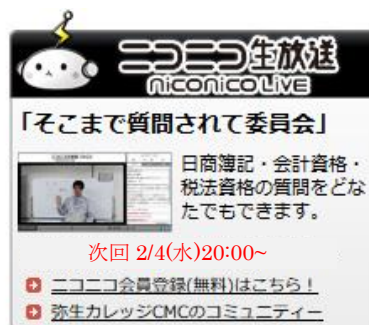 ニコニコ生放送
niconico LIVE
「そこまで質問されて委員会」
日商簿記・会計資格・
税法資格の質問をどな
たでもできます。
次回 2/4(水)20:00~
ニコニコ会員登録(無料)はこちら！
弥生カレッジCMCのコミュニティー